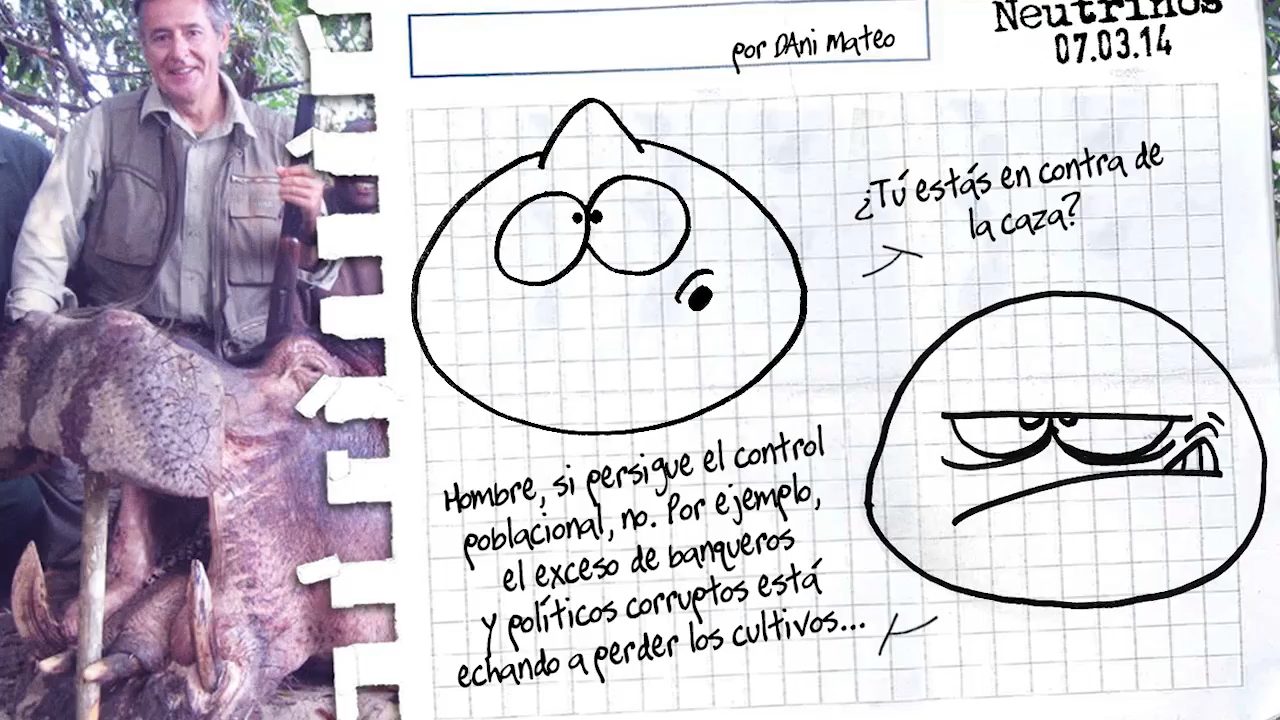 por DAni Mateo
Neutrinos
07.03.14
¿Tú estás en contra de
la caza?
Hombre, si persigue el control
poblacional, no. Por ejemplo,
el exceso de banqueros
y políticos corruptos está
echando a perder los cultivos...